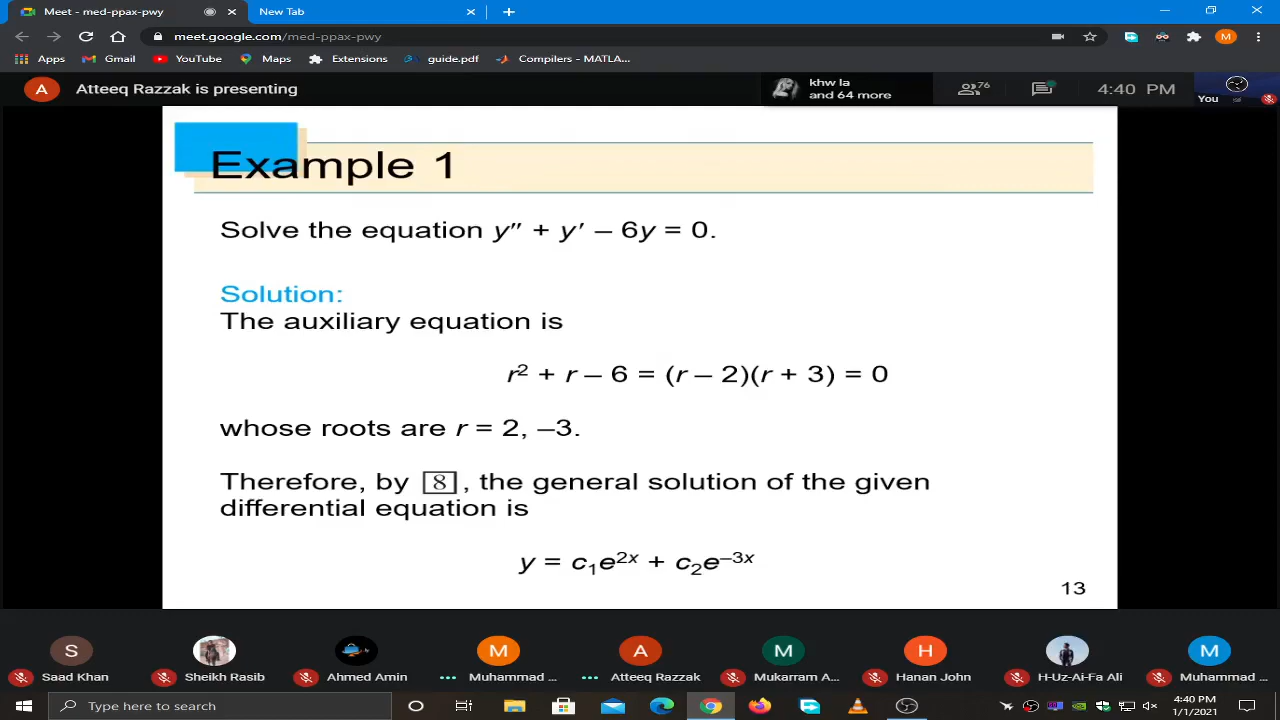 Meet - med-ppax-pwy
New Tab
meet.google.com/med-ppax-pwy
M
Apps Gmail YouTube Maps Extensions guide.pdf Compilers - MATLA...
A Atteeq Razzak is presenting
khw la
and 64 more
76
4:40 PM
You
Example 1
Solve the equation y″ + y′ – 6y = 0.
Solution:
The auxiliary equation is
r² + r – 6 = (r – 2)(r + 3) = 0
whose roots are r = 2, –3.
Therefore, by 8, the general solution of the given
differential equation is
y = c₁e²ˣ + c₂e⁻³ˣ
13
S M A M H M
Saad Khan Sheikh Rasib Ahmed Amin Muhammad ... Atteeq Razzak Mukarram A... Hanan John H-Uz-Ai-Fa Ali Muhammad ...
Type here to search
4:40 PM
1/1/2021